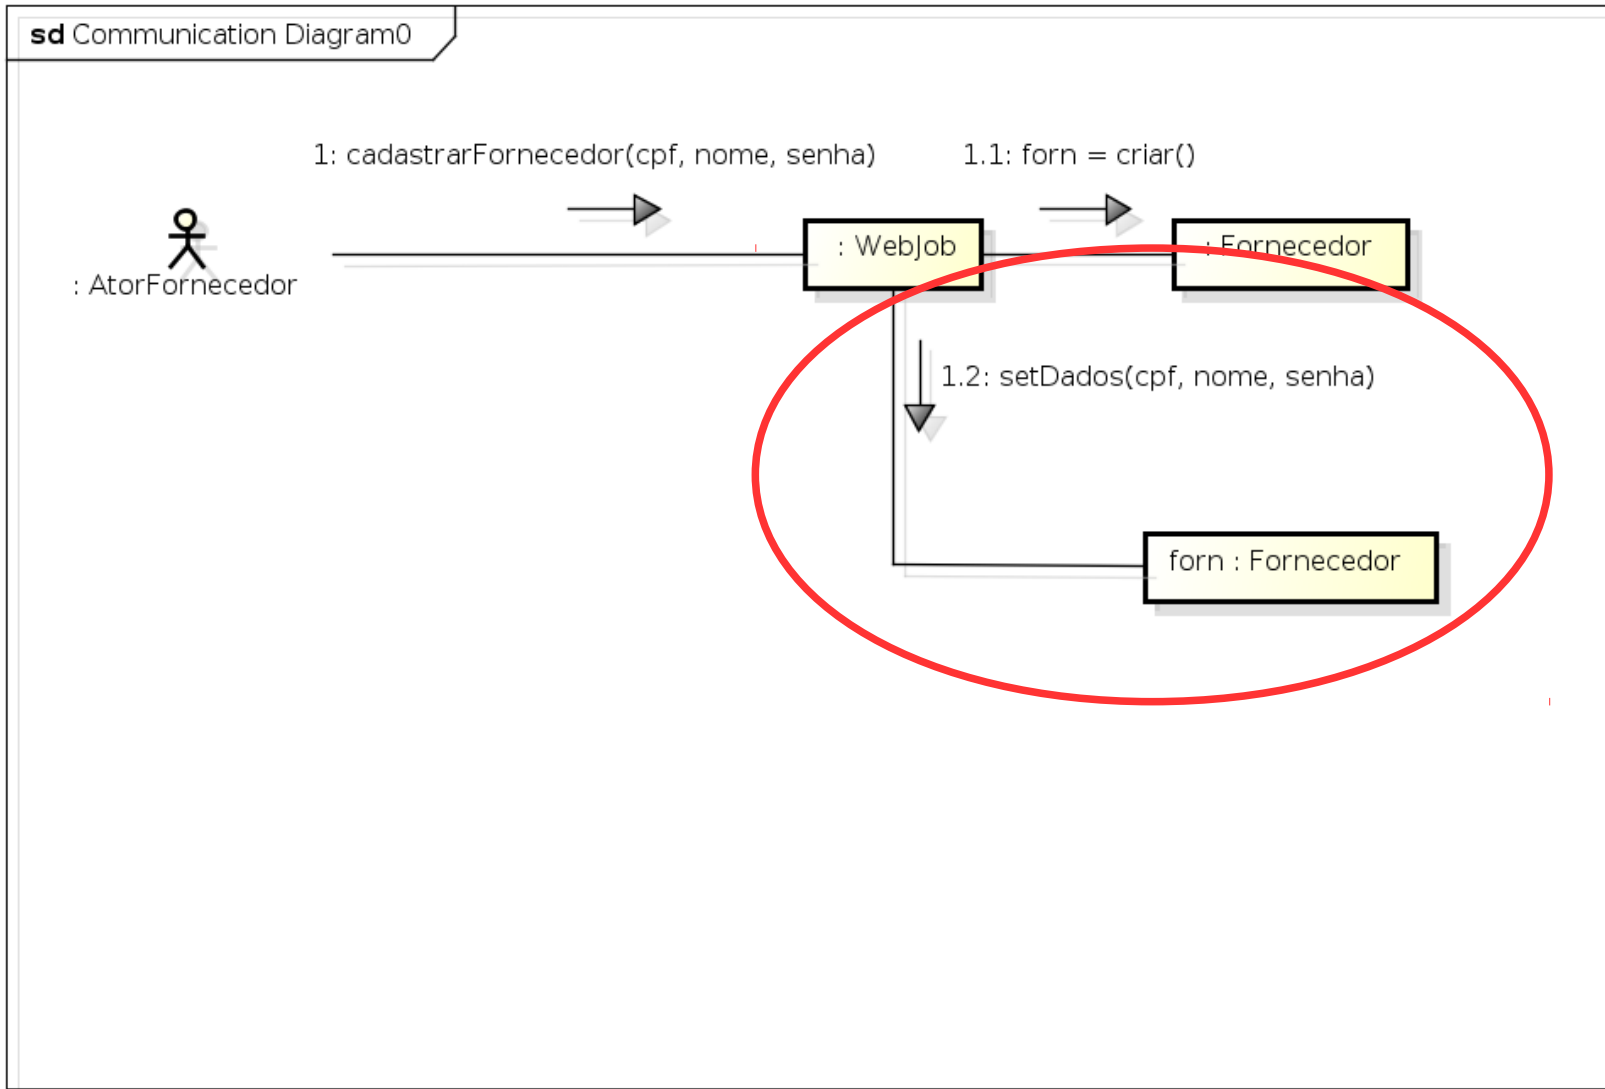 sd Communication Diagram0
1: cadastrarFornecedor(cpf, nome, senha)
1.1: forn = criar()
: AtorFornecedor
: WebJob
: Fornecedor
1.2: setDados(cpf, nome, senha)
forn : Fornecedor